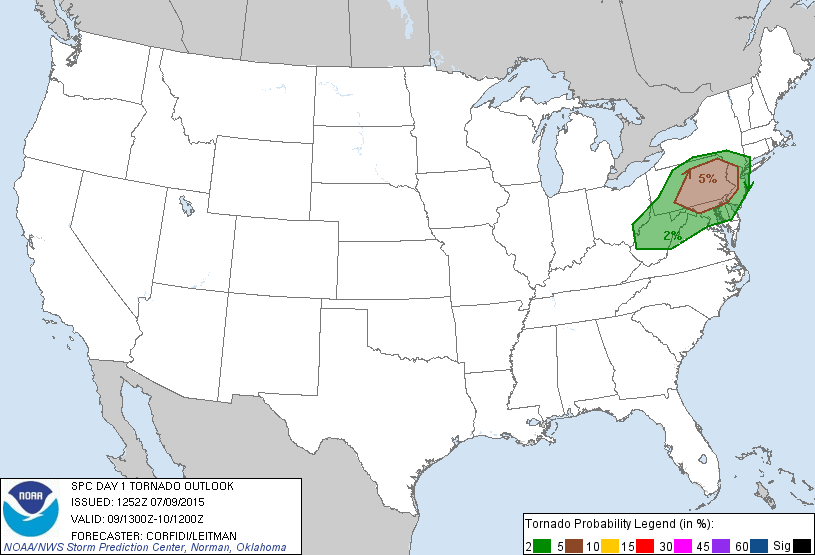 5%
2%
NOAA
SPC DAY 1 TORNADO OUTLOOK
ISSUED: 1252Z 07/09/2015
VALID: 09/1300Z-10/1200Z
FORECASTER: CORFIDI/LEITMAN
NOAA/NWS Storm Prediction Center, Norman, Oklahoma
Tornado Probability Legend (in %):
2 5 10 15 30 45 60 Sig